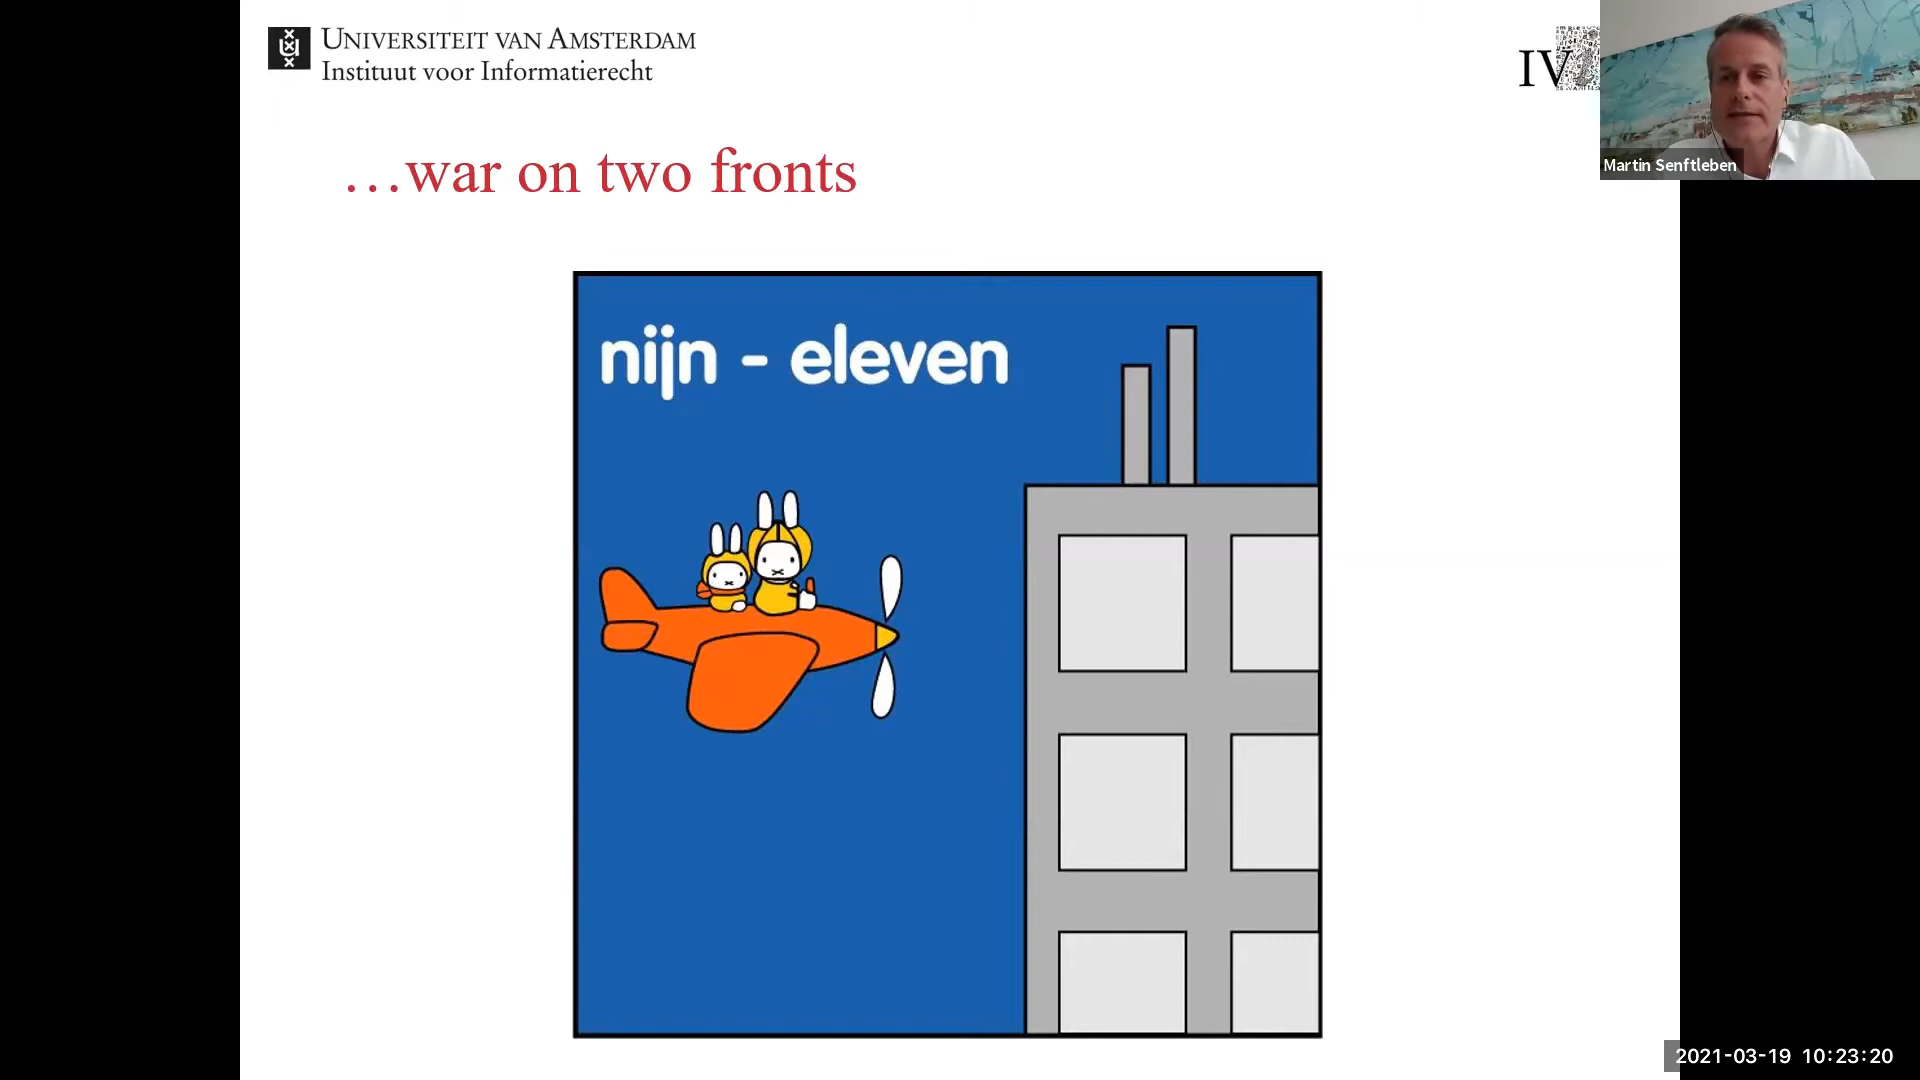 UNIVERSITEIT VAN AMSTERDAM
Instituut voor Informatierecht
IV
Martin Senftleben
…war on two fronts
nijn - eleven
2021-03-19 10:23:20